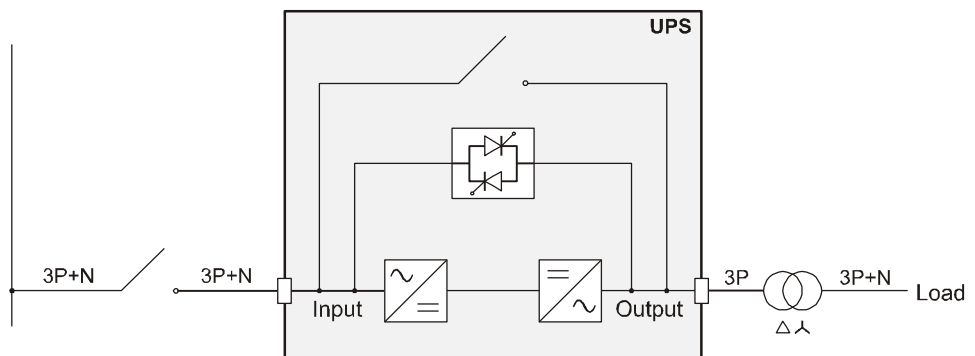 UPS
3P+N
3P+N
Input
Output
3P
3P+N
Load